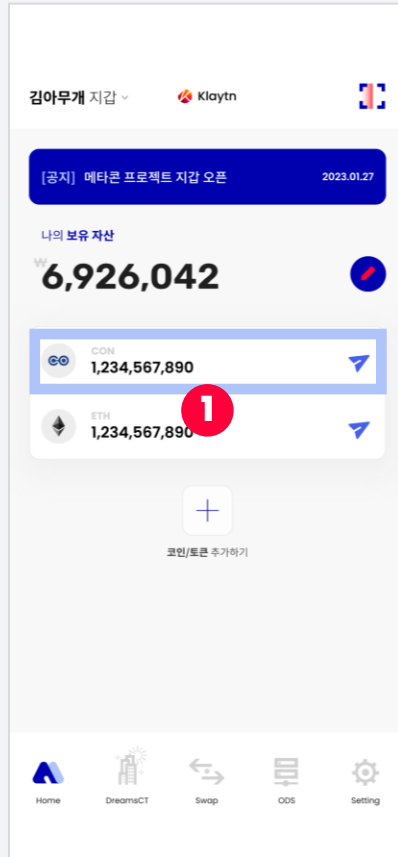 김아무개 지갑
Klaytn
[공지] 메타콘 프로젝트 지갑 오픈 2023.01.27
나의 보유 자산
₩6,926,042
CON
1,234,567,890
1
ETH
1,234,567,890
코인/토큰 추가하기
Home DreamsCT Swap ODS Setting